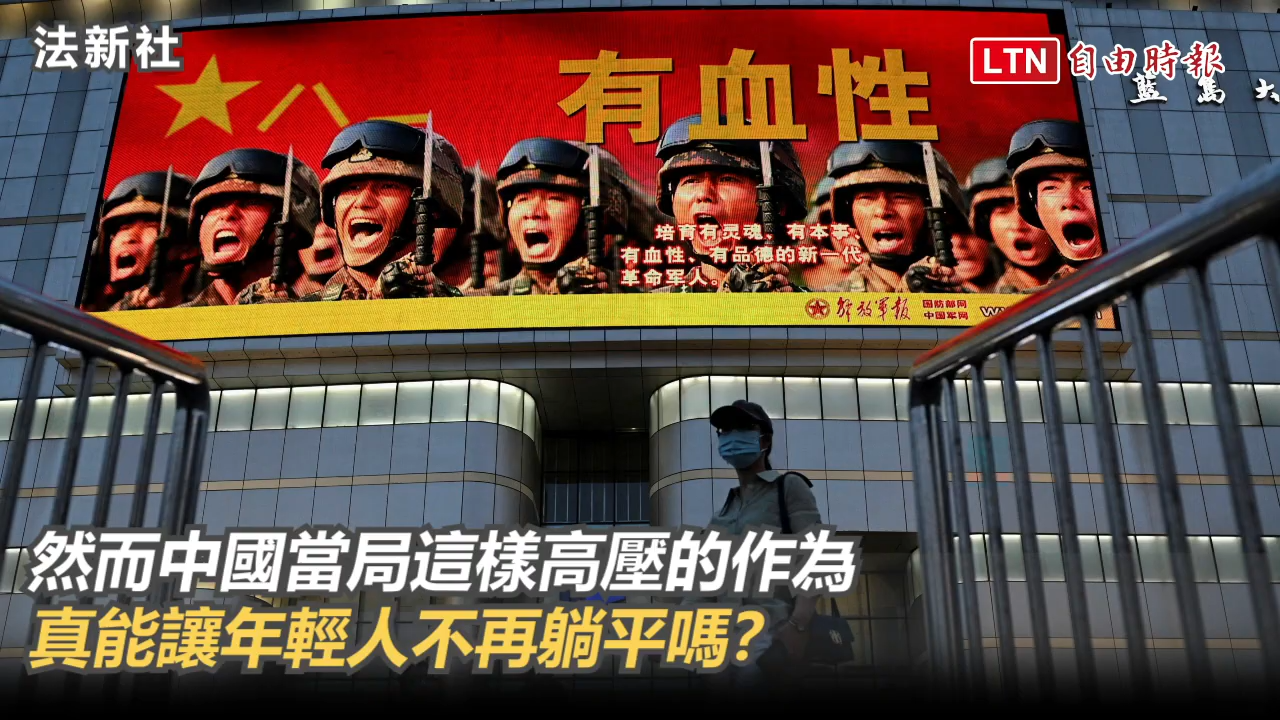 法新社
LTN 自由時報
藍 島 大
八一
有血性
培育有灵魂、有本事、
有血性、有品德的新一代
革命军人。
解放军报
国防部网
中国军网
然而中國當局這樣高壓的作為
真能讓年輕人不再躺平嗎?